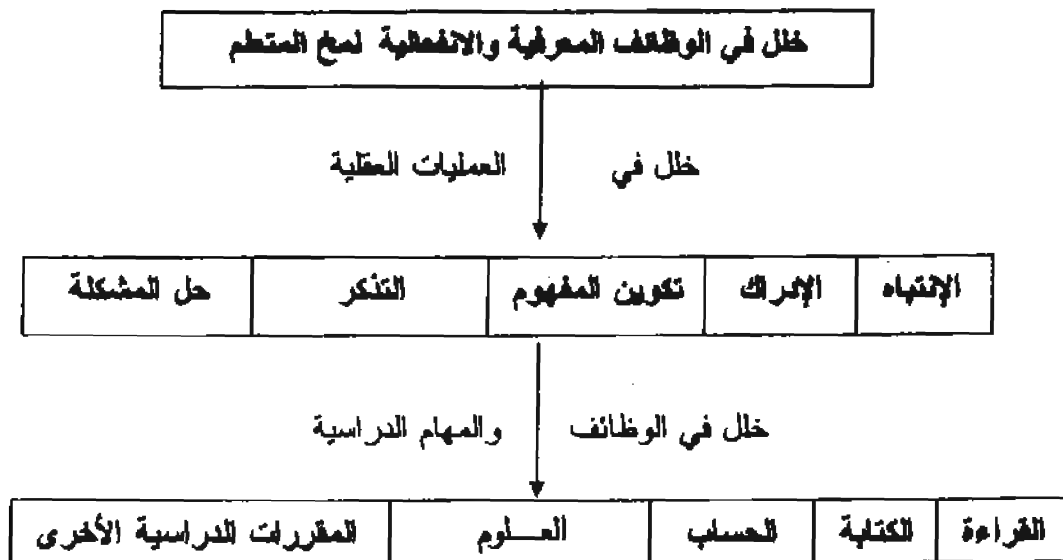 خلل في الوظائف المعرفية والانفعالية لمخ المتعلم
خلل في العمليات العقلية
الإنتباه الإدراك تكوين المفهوم التذكر حل المشكلة
خلل في الوظائف والمهام الدراسية
القراءة الكتابة الحساب العـــلوم المقررات الدراسية الأخرى